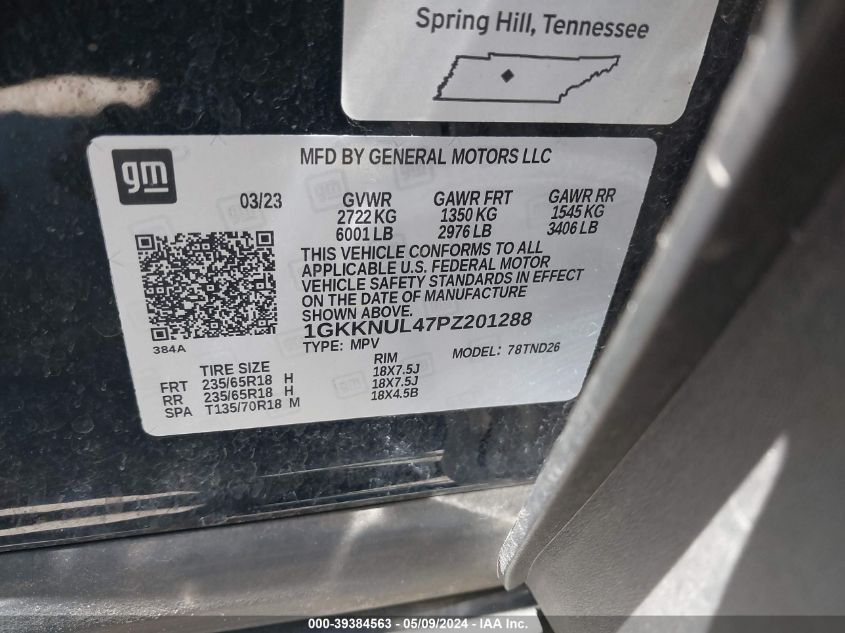 Spring Hill, Tennessee
gm
MFD BY GENERAL MOTORS LLC
03/23 GVWR GAWR FRT GAWR RR
2722 KG 1350 KG 1545 KG
6001 LB 2976 LB 3406 LB
THIS VEHICLE CONFORMS TO ALL
APPLICABLE U.S. FEDERAL MOTOR
VEHICLE SAFETY STANDARDS IN EFFECT
ON THE DATE OF MANUFACTURE
SHOWN ABOVE.
1GKKNUL47PZ201288
384A
TYPE: MPV MODEL: 78TND26
TIRE SIZE RIM
FRT 235/65R18 H 18X7.5J
RR 235/65R18 H 18X7.5J
SPA T135/70R18 M 18X4.5B
000-39384563 - 05/09/2024 - IAA Inc.